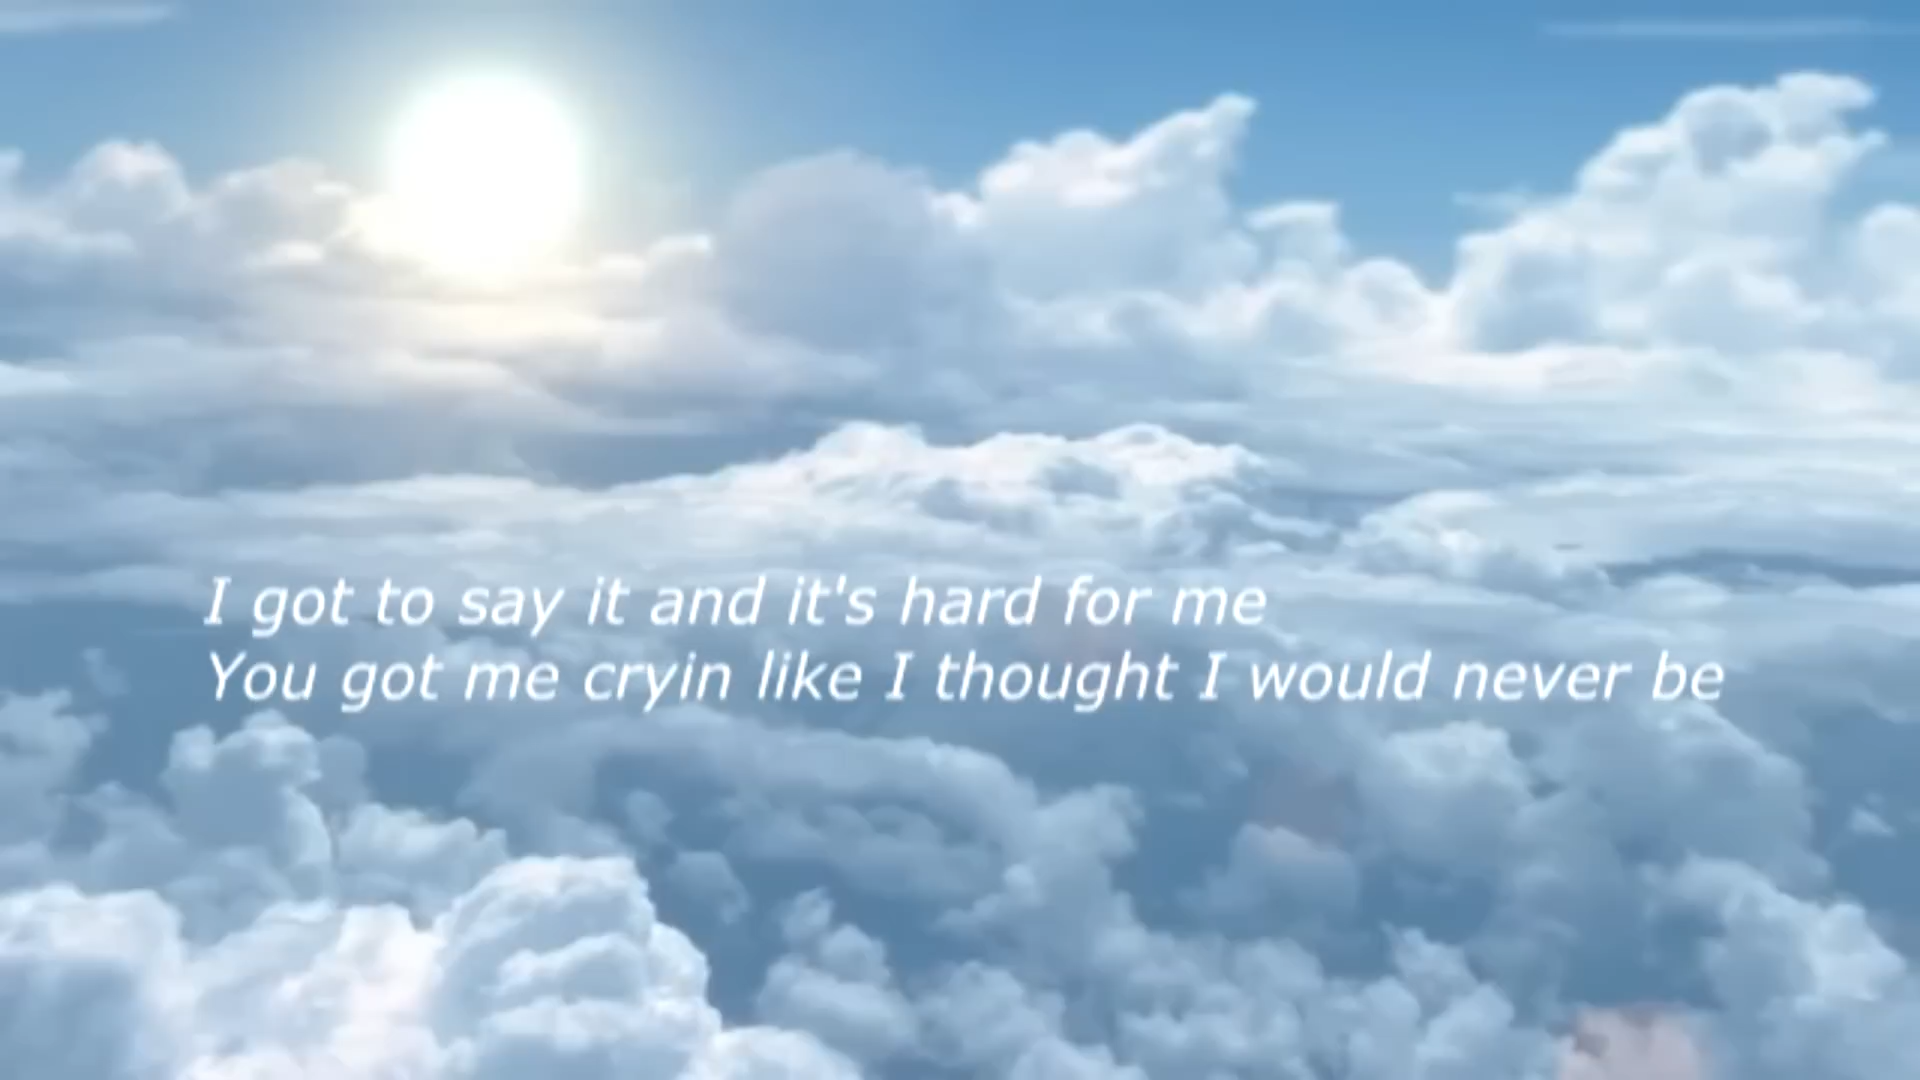 I got to say it and it's hard for me
You got me cryin like I thought I would never be